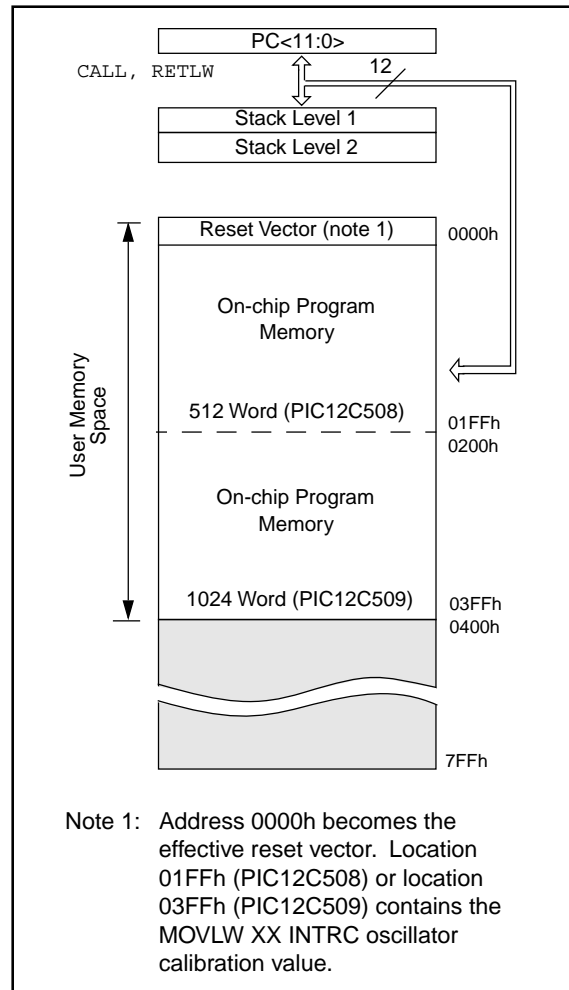 PC<11:0>
CALL, RETLW
12
Stack Level 1
Stack Level 2
Reset Vector (note 1)
0000h
On-chip Program
Memory
User Memory
Space
512 Word (PIC12C508)
01FFh
0200h
On-chip Program
Memory
1024 Word (PIC12C509)
03FFh
0400h
7FFh
Note 1: Address 0000h becomes the
effective reset vector. Location
01FFh (PIC12C508) or location
03FFh (PIC12C509) contains the
MOVLW XX INTRC oscillator
calibration value.